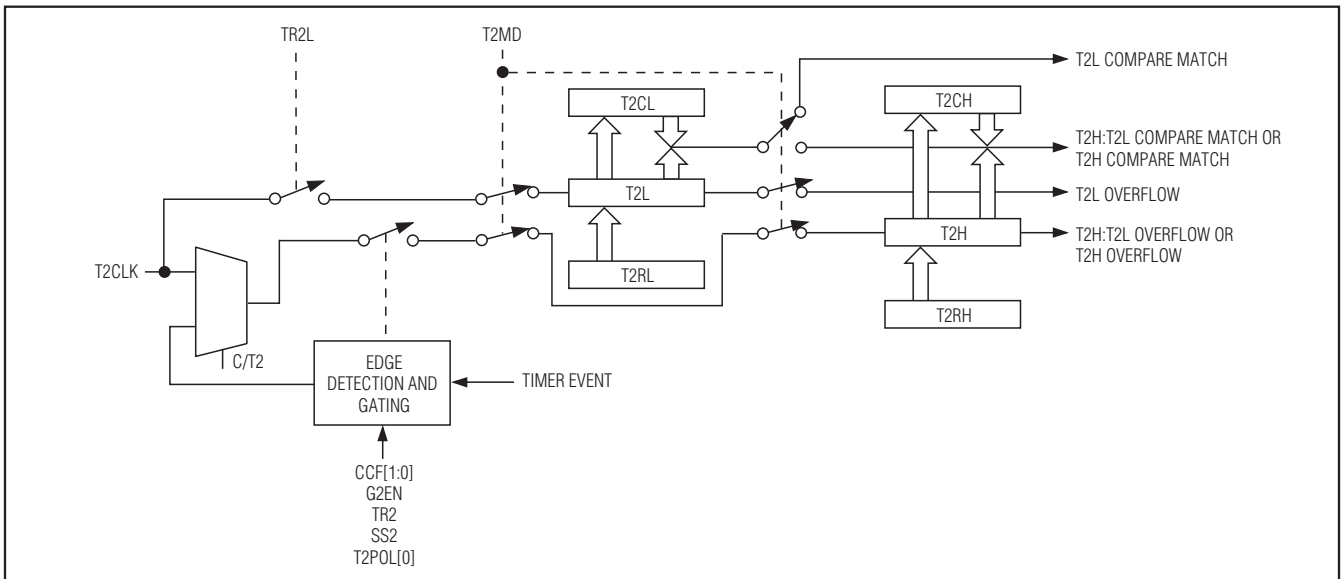 TR2L
T2MD
T2L COMPARE MATCH
T2CL
T2CH
T2H:T2L COMPARE MATCH OR
T2H COMPARE MATCH
T2L
T2L OVERFLOW
T2H
T2H:T2L OVERFLOW OR
T2H OVERFLOW
T2CLK
T2RL
T2RH
C/T2
EDGE
DETECTION AND
GATING
TIMER EVENT
CCF[1:0]
G2EN
TR2
SS2
T2POL[0]